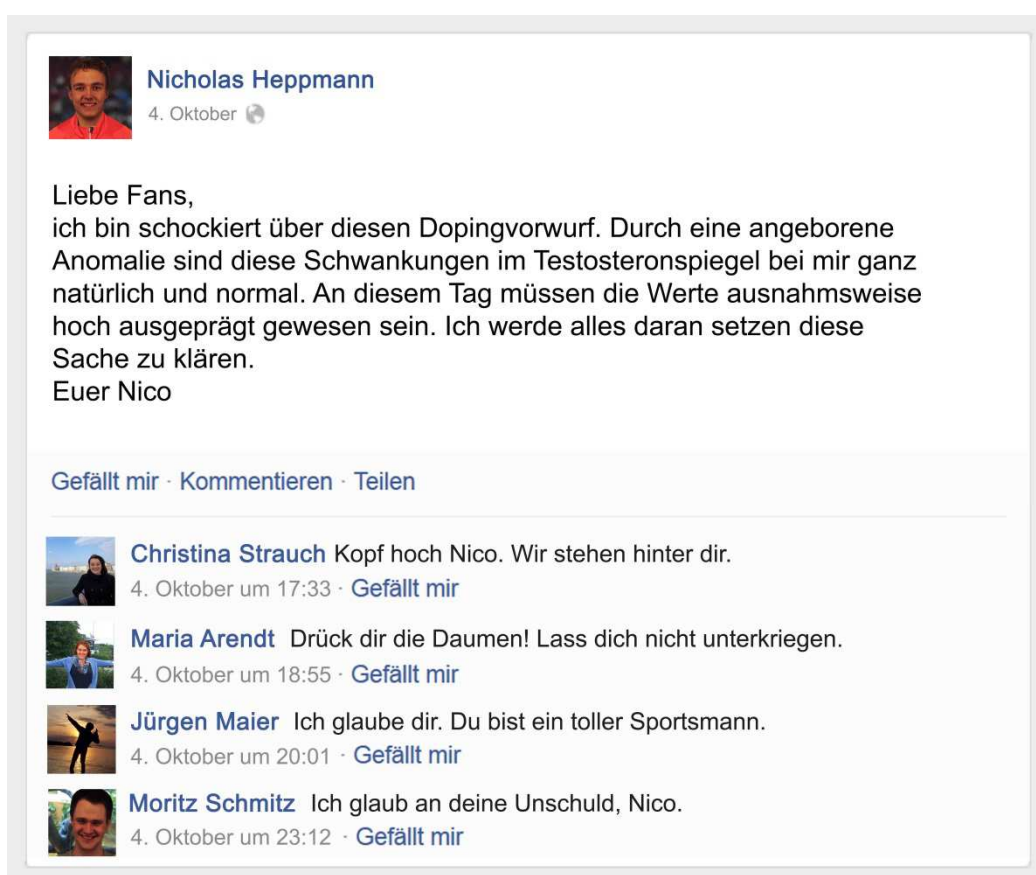 Nicholas Heppmann
4. Oktober
Liebe Fans,
ich bin schockiert über diesen Dopingvorwurf. Durch eine angeborene
Anomalie sind diese Schwankungen im Testosteronspiegel bei mir ganz
natürlich und normal. An diesem Tag müssen die Werte ausnahmsweise
hoch ausgeprägt gewesen sein. Ich werde alles daran setzen diese
Sache zu klären.
Euer Nico
Gefällt mir · Kommentieren · Teilen
Christina Strauch Kopf hoch Nico. Wir stehen hinter dir.
4. Oktober um 17:33 · Gefällt mir
Maria Arendt Drück dir die Daumen! Lass dich nicht unterkriegen.
4. Oktober um 18:55 · Gefällt mir
Jürgen Maier Ich glaube dir. Du bist ein toller Sportsmann.
4. Oktober um 20:01 · Gefällt mir
Moritz Schmitz Ich glaub an deine Unschuld, Nico.
4. Oktober um 23:12 · Gefällt mir